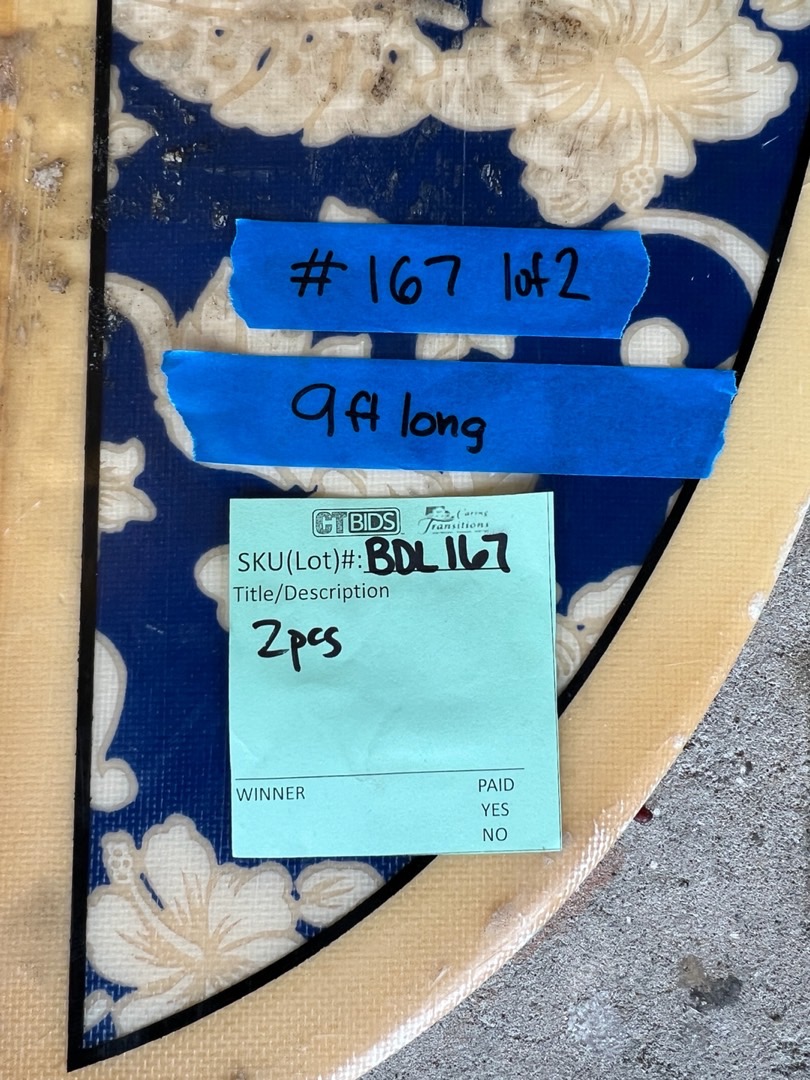 # 167 1of2
9ft long
CTBIDS Caring Transitions
SKU(Lot)#: BDL167
Title/Description
2pcs
WINNER PAID
YES
NO